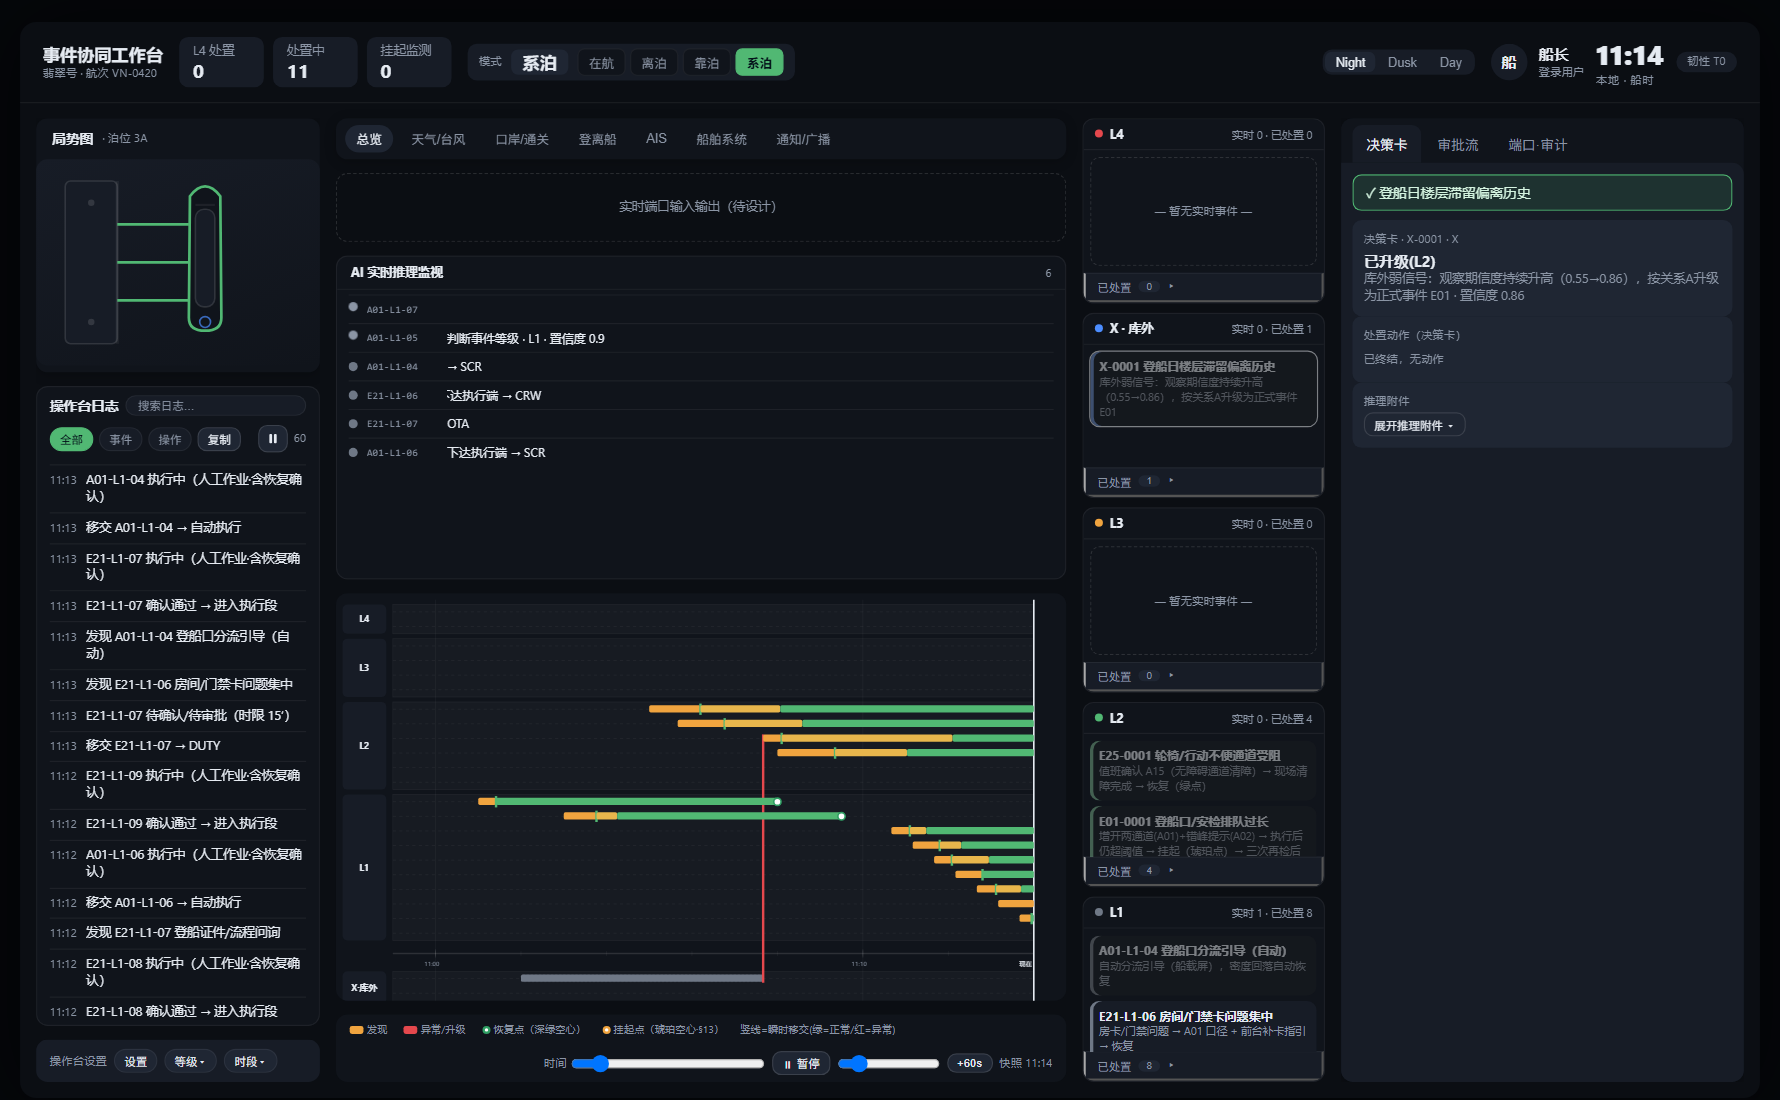 事件协同工作台
翡翠号 · 航次 VN-0420
L4 处置
0
处置中
11
挂起监测
0
模式
系泊
在航
离泊
靠泊
系泊
Night
Dusk
Day
船
船长
登录用户
11:14
本地 · 船时
韧性 T0
局势图 · 泊位 3A
操作台日志
搜索日志...
全部
事件
操作
复制
60
11:13 A01-L1-04 执行中（人工作业·含恢复确认）
11:13 移交 A01-L1-04 → 自动执行
11:13 E21-L1-07 执行中（人工作业·含恢复确认）
11:13 E21-L1-07 确认通过 → 进入执行段
11:13 发现 A01-L1-04 登船口分流引导（自动）
11:13 发现 E21-L1-06 房间/门禁卡问题集中
11:13 E21-L1-07 待确认/待审批（时限 15′）
11:13 移交 E21-L1-07 → DUTY
11:12 E21-L1-09 执行中（人工作业·含恢复确认）
11:12 E21-L1-09 确认通过 → 进入执行段
11:12 A01-L1-06 执行中（人工作业·含恢复确认）
11:12 移交 A01-L1-06 → 自动执行
11:12 发现 E21-L1-07 登船证件/流程问询
11:12 E21-L1-08 执行中（人工作业·含恢复确认）
11:12 E21-L1-08 确认通过 → 进入执行段
操作台设置
设置
等级
时段
总览
天气/台风
口岸/通关
登离船
AIS
船舶系统
通知/广播
实时端口输入输出（待设计）
AI 实时推理监视
6
A01-L1-07
A01-L1-05 判断事件等级 · L1 · 置信度 0.9
A01-L1-04 → SCR
E21-L1-06 达执行端 → CRW
E21-L1-07 OTA
A01-L1-06 下达执行端 → SCR
L4
L3
L2
L1
11:00
11:10
现在
X·库外
发现
异常/升级
恢复点（深绿空心）
挂起点（琥珀空心·§13）
竖线=瞬时移交(绿=正常/红=异常)
时间
暂停
+60s
快照 11:14
L4
实时 0 · 已处置 0
— 暂无实时事件 —
已处置 0
X · 库外
实时 0 · 已处置 1
X-0001 登船日楼层滞留偏离历史
库外弱信号：观察期信度持续升高
（0.55→0.86），按关系A升级为正式事件
E01
已处置 1
L3
实时 0 · 已处置 0
— 暂无实时事件 —
已处置 0
L2
实时 0 · 已处置 4
E25-0001 轮椅/行动不便通道受阻
值班确认 A15（无障碍通道清障）→ 现场清
障完成 → 恢复（绿点）
E01-0001 登船口/安检排队过长
增开两通道(A01)+错峰提示(A02) → 执行后
仍超阈值 → 挂起（琥珀点）→ 三次再检后
已处置 4
L1
实时 1 · 已处置 8
A01-L1-04 登船口分流引导（自动）
自动分流引导（船载屏），密度回落自动恢
复
E21-L1-06 房间/门禁卡问题集中
房卡/门禁问题 → A01 口径 + 前台补卡指引
→ 恢复
已处置 8
决策卡
审批流
端口·审计
✓ 登船日楼层滞留偏离历史
决策卡 · X-0001 · X
已升级(L2)
库外弱信号：观察期信度持续升高（0.55→0.86），按关系A升级
为正式事件 E01 · 置信度 0.86
处置动作（决策卡）
已终结，无动作
推理附件
展开推理附件